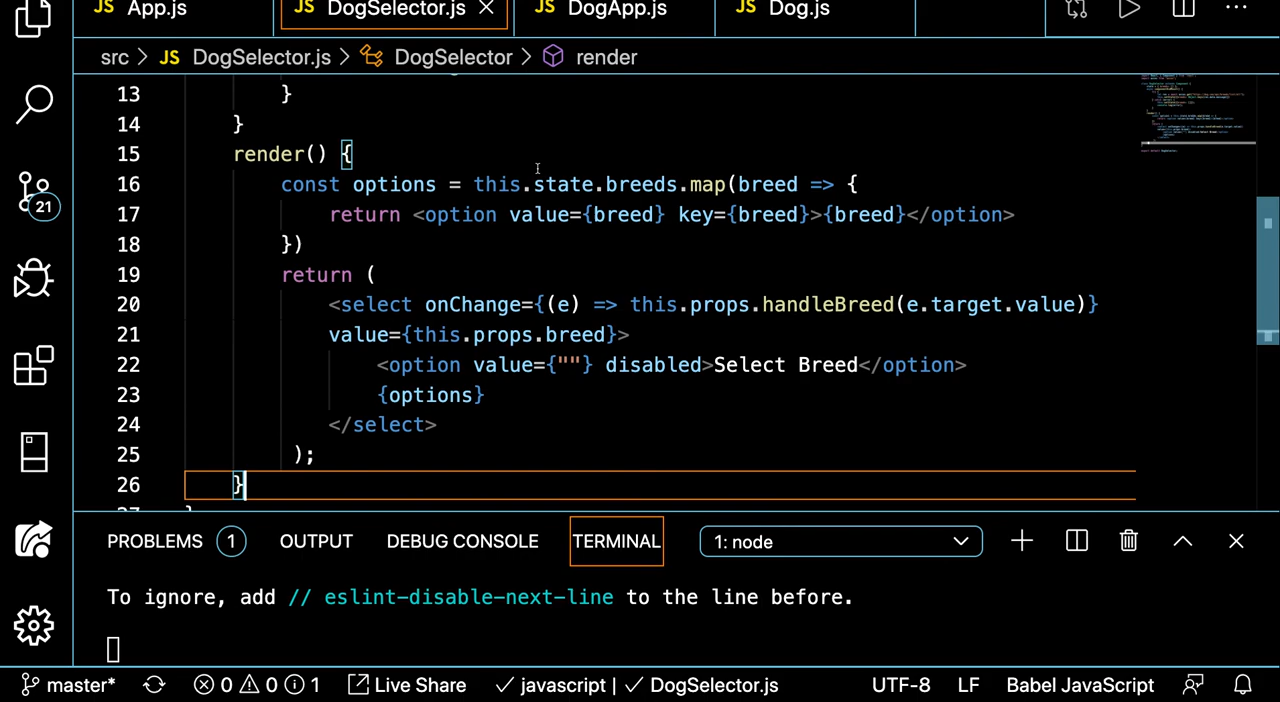 JS App.js JS DogSelector.js JS DogApp.js JS Dog.js
src > JS DogSelector.js > DogSelector > render
13 }
14 }
15 render() {
16 const options = this.state.breeds.map(breed => {
17 return <option value={breed} key={breed}>{breed}</option>
18 })
19 return (
20 <select onChange={(e) => this.props.handleBreed(e.target.value)}
21 value={this.props.breed}>
22 <option value={""} disabled>Select Breed</option>
23 {options}
24 </select>
25 );
26 }
27 }
21
PROBLEMS 1 OUTPUT DEBUG CONSOLE TERMINAL 1: node
To ignore, add // eslint-disable-next-line to the line before.
master* 0 0 1 Live Share javascript | DogSelector.js UTF-8 LF Babel JavaScript